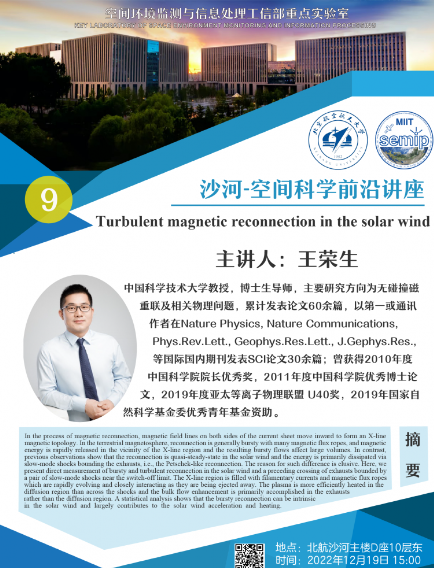 空间环境监测与信息处理工信部重点实验室
KEY LABORATORY OF SPACE ENVIRONMENT MONITORING AND INFORMATION PROCESSING
北京航空航天大学
MIIT
semip
沙河-空间科学前沿讲座
9
Turbulent magnetic reconnection in the solar wind
主讲人：王荣生
中国科学技术大学教授，博士生导师，主要研究方向为无碰撞磁
重联及相关物理问题，累计发表论文60余篇，以第一或通讯
作者在Nature Physics, Nature Communications,
Phys.Rev.Lett., Geophys.Res.Lett., J.Gephys.Res.,
等国际国内期刊发表SCI论文30余篇；曾获得2010年度
中国科学院院长优秀奖，2011年度中国科学院优秀博士论
文，2019年度亚太等离子物理联盟 U40奖，2019年国家自
然科学基金委优秀青年基金资助。
In the process of magnetic reconnection, magnetic field lines on both sides of the current sheet move inward to form an X-line
magnetic topology. In the terrestrial magnetosphere, reconnection is generally bursty with many magnetic flux ropes, and magnetic
energy is rapidly released in the vicinity of the X-line region and the resulting bursty flows affect large volumes. In contrast,
previous observations show that the reconnection is quasi-steady-state in the solar wind and the energy is primarily dissipated via
slow-mode shocks bounding the exhausts, i.e., the Petschek-like reconnection. The reason for such difference is elusive. Here, we
present direct measurement of bursty and turbulent reconnection in the solar wind and a preceding crossing of exhausts bounded by
a pair of slow-mode shocks near the switch-off limit. The X-line region is filled with filamentary currents and magnetic flux ropes
which are rapidly evolving and closely interacting as they are being ejected away. The plasma is more efficiently heated in the
diffusion region than across the shocks and the bulk flow enhancement is primarily accomplished in the exhausts
rather than the diffusion region. A statistical analysis shows that the bursty reconnection can be intrinsic
in the solar wind and largely contributes to the solar wind acceleration and heating.
摘
要
地点：北航沙河主楼D座10层东
时间：2022年12月19日 15:00